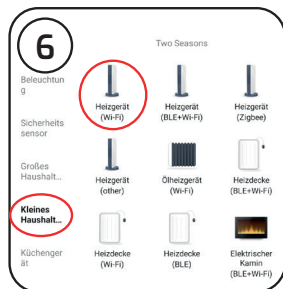 6
Two Seasons
Beleuchtun
g
Sicherheits
sensor
Großes
Haushalt...
Kleines
Haushalt...
Küchenger
ät
Heizgerät
(Wi-Fi)
Heizgerät
(BLE+Wi-Fi)
Heizgerät
(Zigbee)
Heizgerät
(other)
Ölheizgerät
(Wi-Fi)
Heizdecke
(BLE+Wi-Fi)
Heizdecke
(Wi-Fi)
Heizdecke
(BLE)
Elektrischer
Kamin
(BLE+Wi-Fi)